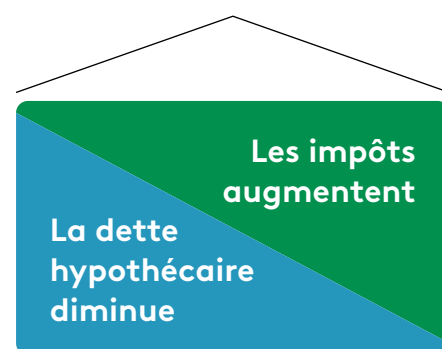 Les impôts
augmentent
La dette
hypothécaire
diminue